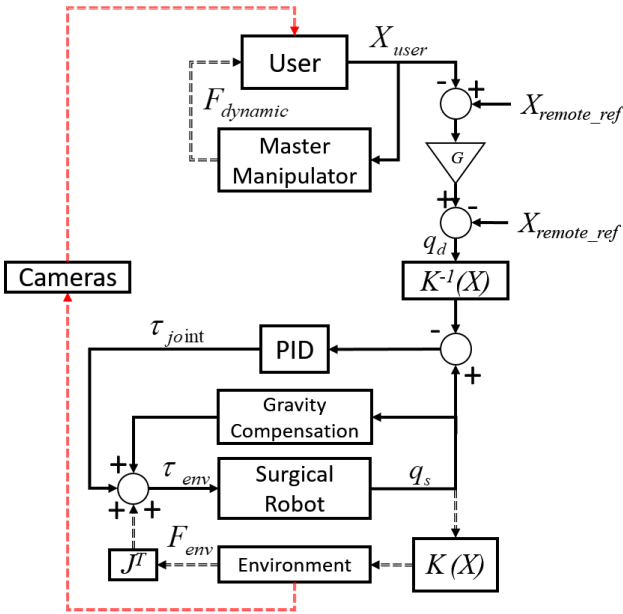 User
X_user
F_dynamic
- +
X_remote_ref
Master
Manipulator
G
+ -
X_remote_ref
q_d
Cameras
K^-1(X)
τ_joint
PID
-
+
Gravity
Compensation
+
τ_env
Surgical
Robot
q_s
+
+ +
F_env
J^T
Environment
K(X)